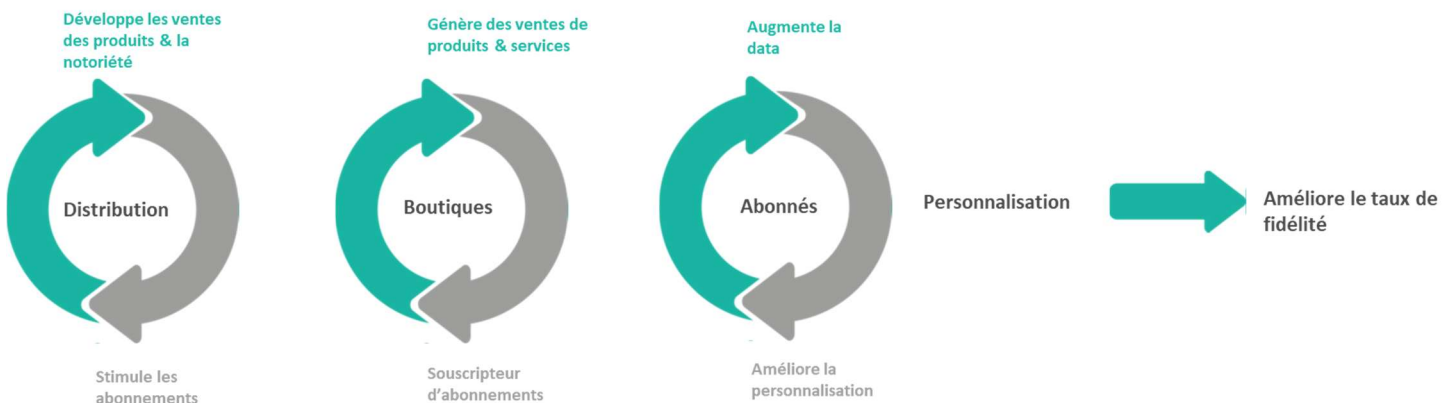 Développe les ventes
des produits & la
notoriété
Génère des ventes de
produits & services
Augmente la
data
Distribution
Boutiques
Abonnés
Personnalisation
Améliore le taux de
fidélité
Stimule les
abonnements
Souscripteur
d’abonnements
Améliore la
personnalisation